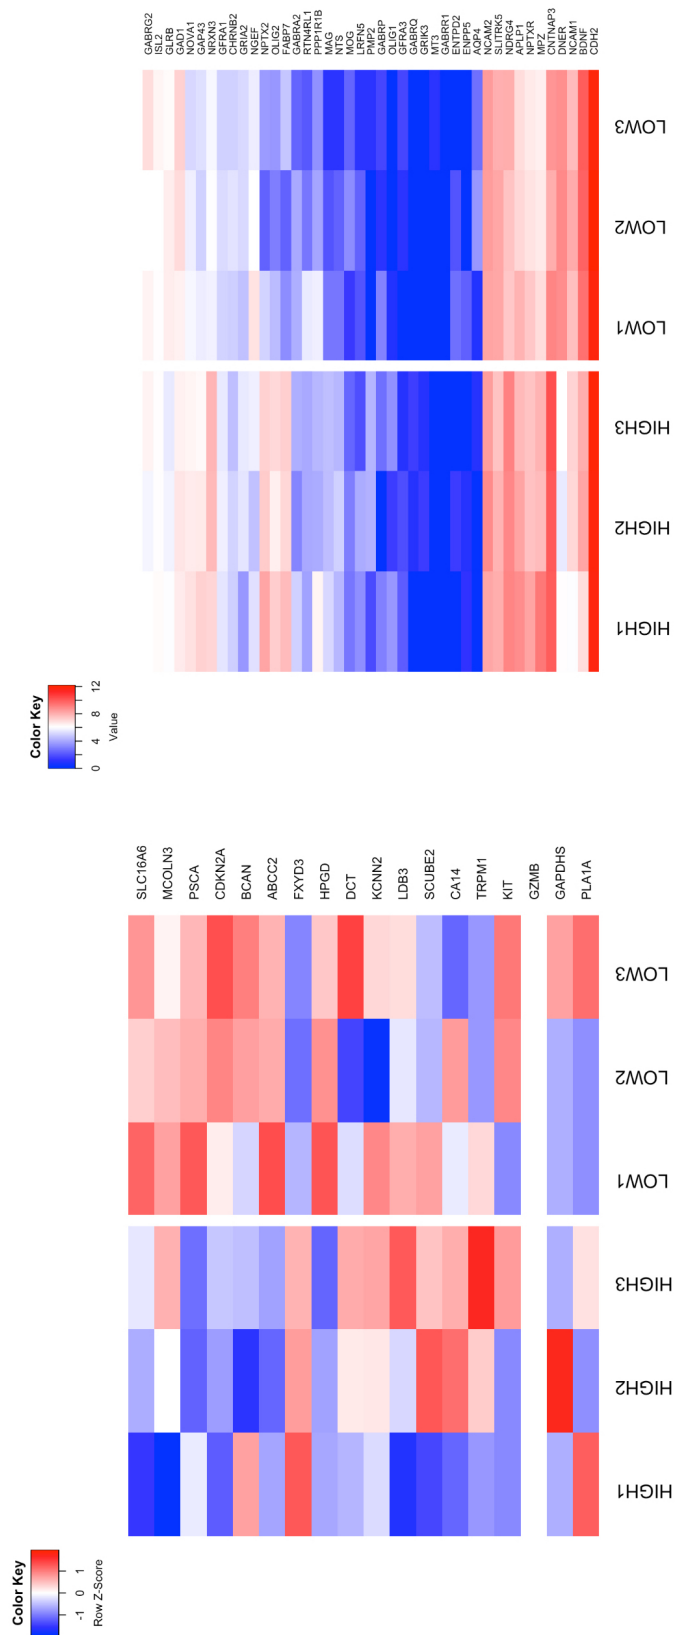 Color Key
0 4 8 12
Value
GABRG2
ISL2
GLRB
GAD1
NOVA1
GAP43
NRXN3
GFRA1
CHRNB2
GRIA2
NGEF
NPTX2
OLIG2
FABP7
GABRA2
RTN4RL1
PPP1R1B
MAG
NTS
MOG
LRFN5
PMP2
GABRP
OLIG1
GFRA3
GABRQ
GRIK3
MT3
GABRR1
ENTPD2
ENPP5
AQP4
NCAM2
SLITRK5
NDRG4
APLP1
NPTXR
MPZ
CNTNAP3
DNER
NCAM1
BDNF
CDH2
HIGH1
HIGH2
HIGH3
LOW1
LOW2
LOW3
Color Key
-1 0 1
Row Z-Score
SLC16A6
MCOLN3
PSCA
CDKN2A
BCAN
ABCC2
FXYD3
HPGD
DCT
KCNN2
LDB3
SCUBE2
CA14
TRPM1
KIT
GZMB
GAPDHS
PLA1A
HIGH1
HIGH2
HIGH3
LOW1
LOW2
LOW3